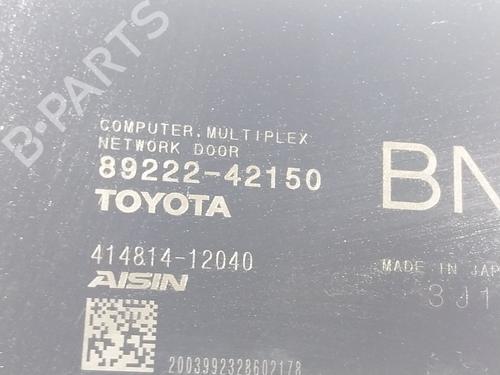 B-PARTS
COMPUTER, MULTIPLEX
NETWORK DOOR
89222-42150
TOYOTA
BN
414814-12040
AISIN
MADE IN JAP
3J1
2003992328602178